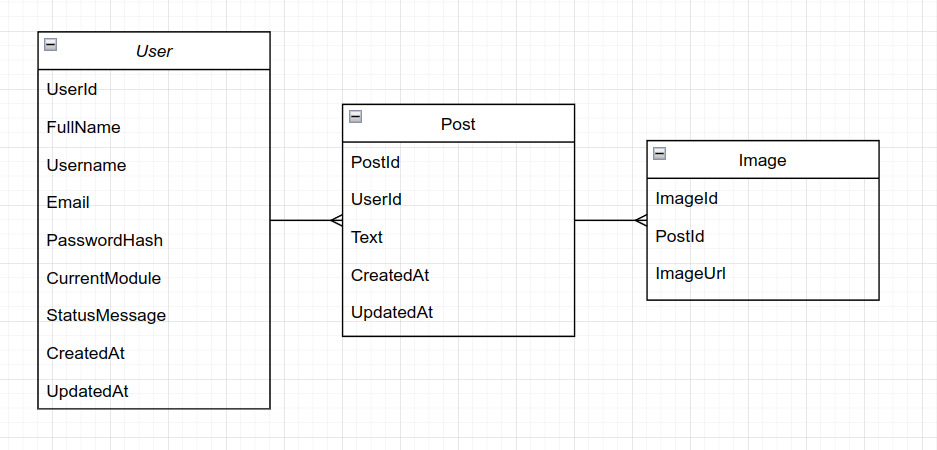 User
UserId
FullName
Username
Email
PasswordHash
CurrentModule
StatusMessage
CreatedAt
UpdatedAt
Post
PostId
UserId
Text
CreatedAt
UpdatedAt
Image
ImageId
PostId
ImageUrl